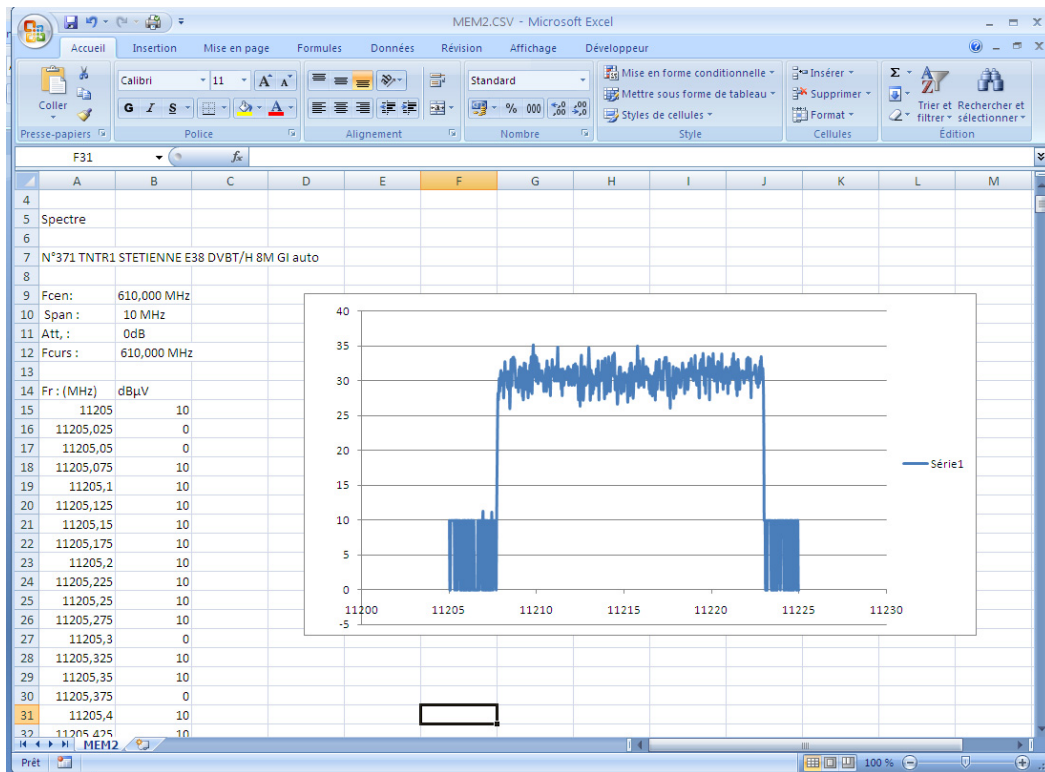 MEM2.CSV - Microsoft Excel
Accueil Insertion Mise en page Formules Données Révision Affichage Développeur
Coller
Presse-papiers
Calibri 11 A A
G I S A
Police
Alignement
Standard
% 000 ,00
Nombre
Mise en forme conditionnelle
Mettre sous forme de tableau
Styles de cellules
Style
Insérer
Supprimer
Format
Cellules
Σ
Trier et filtrer
Rechercher et sélectionner
Édition
F31 fx
A B C D E F G H I J K L M
4
5 Spectre
6
7 N°371 TNTR1 STETIENNE E38 DVBT/H 8M GI auto
8
9 Fcen: 610,000 MHz
10 Span : 10 MHz
11 Att, : 0dB
12 Fcurs : 610,000 MHz
13
14 Fr : (MHz) dBµV
15 11205 10
16 11205,025 0
17 11205,05 0
18 11205,075 10
19 11205,1 10
20 11205,125 10
21 11205,15 10
22 11205,175 10
23 11205,2 10
24 11205,225 10
25 11205,25 10
26 11205,275 10
27 11205,3 0
28 11205,325 10
29 11205,35 10
30 11205,375 0
31 11205,4 10
32 11205,425 10
40
35
30
25
20
15
10
5
0
-5
11200 11205 11210 11215 11220 11225 11230
Série1
MEM2
Prêt 100 %